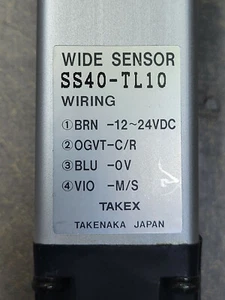 WIDE SENSOR
SS40-TL10
WIRING
①BRN -12~24VDC
②OGVT-C/R
③BLU -0V
④VIO -M/S
TAKEX
TAKENAKA JAPAN